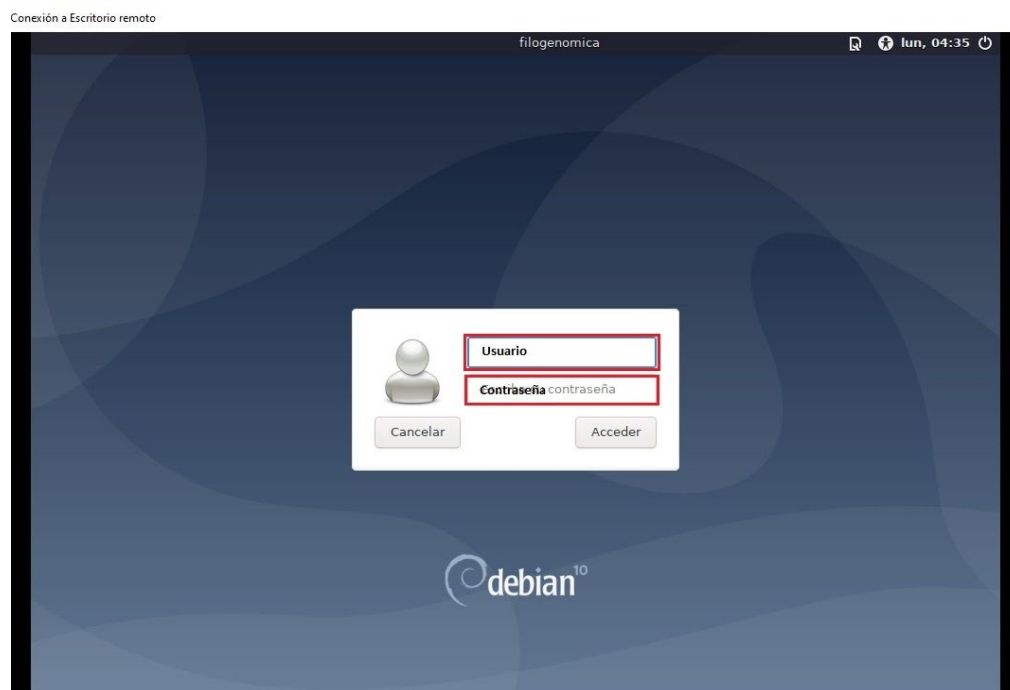 Conexión a Escritorio remoto
filogenomica
lun, 04:35
Usuario
Contraseña contraseña
Cancelar
Acceder
debian 10